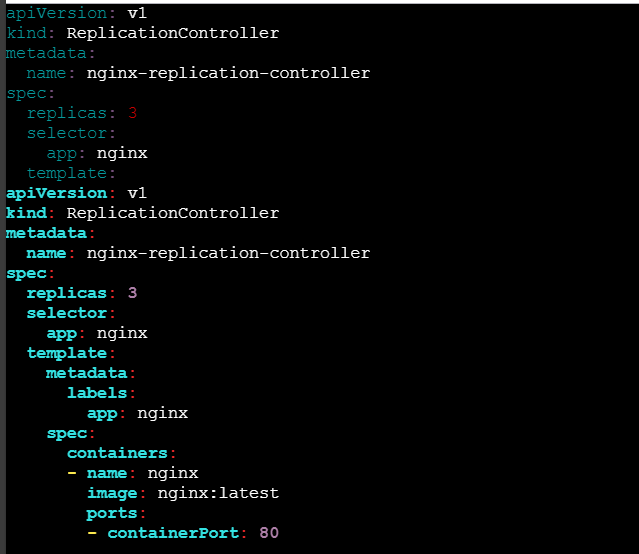 apiVersion: v1
kind: ReplicationController
metadata:
  name: nginx-replication-controller
spec:
  replicas: 3
  selector:
    app: nginx
  template:
apiVersion: v1
kind: ReplicationController
metadata:
  name: nginx-replication-controller
spec:
  replicas: 3
  selector:
    app: nginx
  template:
    metadata:
      labels:
        app: nginx
    spec:
      containers:
      - name: nginx
        image: nginx:latest
        ports:
        - containerPort: 80